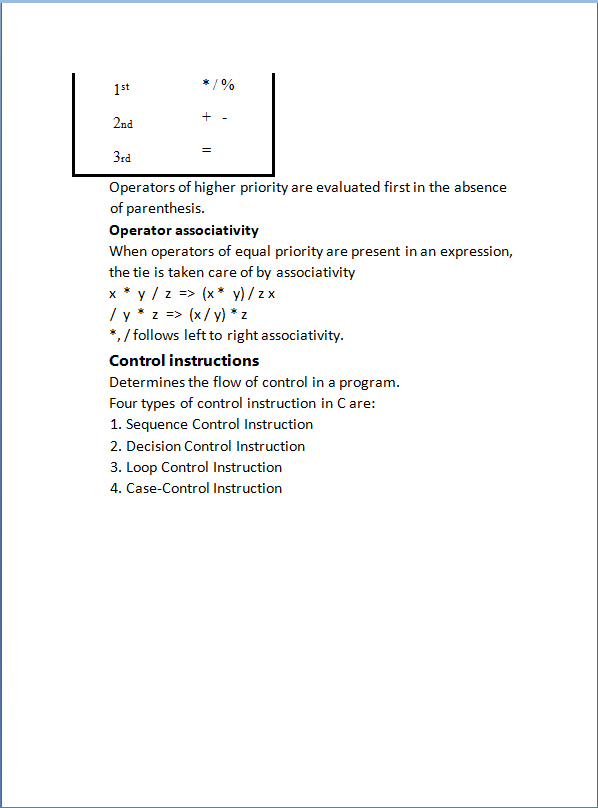 1st */%
2nd + -
3rd =
Operators of higher priority are evaluated first in the absence
of parenthesis.
Operator associativity
When operators of equal priority are present in an expression,
the tie is taken care of by associativity
x * y / z => (x * y) / z x
/ y * z => (x / y) * z
*, / follows left to right associativity.
Control instructions
Determines the flow of control in a program.
Four types of control instruction in C are:
1. Sequence Control Instruction
2. Decision Control Instruction
3. Loop Control Instruction
4. Case-Control Instruction